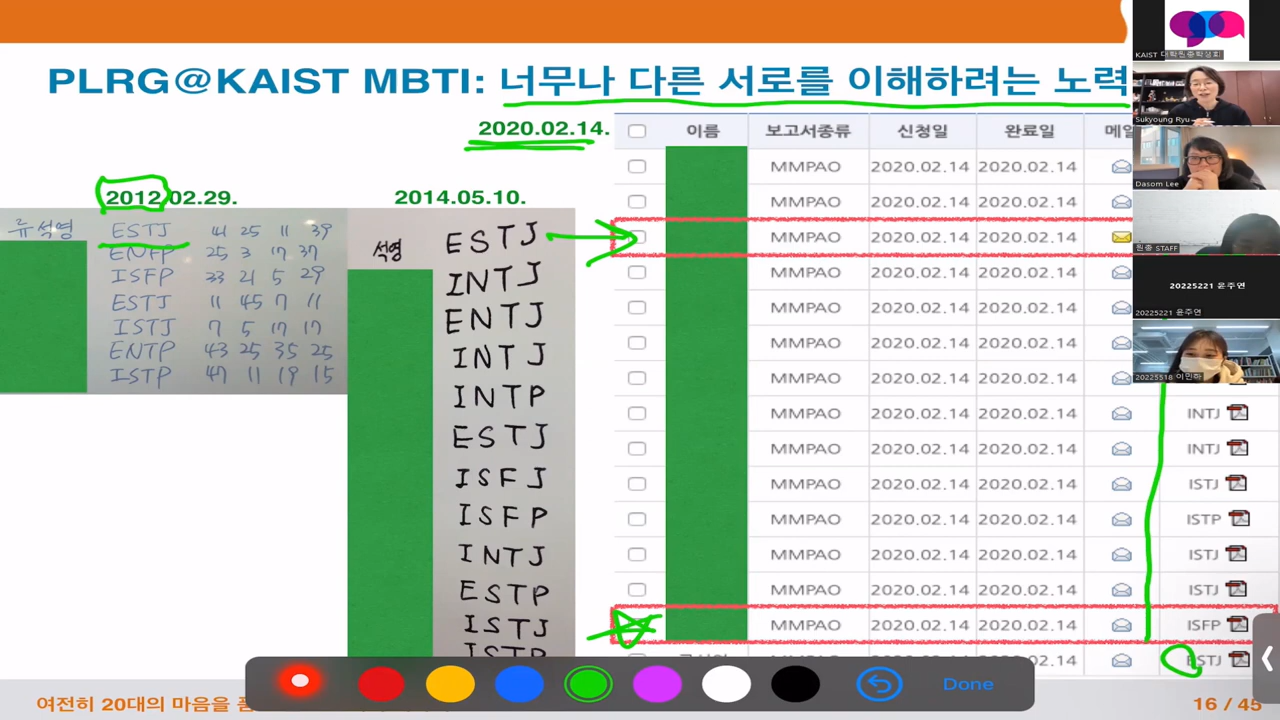 PLRG@KAIST MBTI: 너무나 다른 서로를 이해하려는 노력
2012.02.29.
류석영 ESTJ 41 25 11 39
ENFP 25 3 17 37
ISFP 33 21 5 29
ESTJ 11 45 7 11
ISTJ 7 5 17 17
ENTP 43 25 35 25
ISTP 47 11 19 15
2014.05.10.
석영 ESTJ
INTJ
ENTJ
INTJ
INTP
ESTJ
ISFJ
ISFP
INTJ
ESTP
ISTJ
2020.02.14.
이름 보고서종류 신청일 완료일 메일
MMPAO 2020.02.14 2020.02.14
MMPAO 2020.02.14 2020.02.14
MMPAO 2020.02.14 2020.02.14
MMPAO 2020.02.14 2020.02.14
MMPAO 2020.02.14 2020.02.14
MMPAO 2020.02.14 2020.02.14
MMPAO 2020.02.14 2020.02.14
MMPAO 2020.02.14 2020.02.14 INTJ
MMPAO 2020.02.14 2020.02.14 INTJ
MMPAO 2020.02.14 2020.02.14 ISTJ
MMPAO 2020.02.14 2020.02.14 ISTP
MMPAO 2020.02.14 2020.02.14 ISTJ
MMPAO 2020.02.14 2020.02.14 ISTJ
MMPAO 2020.02.14 2020.02.14 ISFP
ESTJ
KAIST 대학원총학생회
Sukyoung Ryu
Dasom Lee
원총 STAFF
20225221 윤주연
20225221 윤주연
20225518 이민하
Done
여전히 20대의 마음을 품
16 / 45